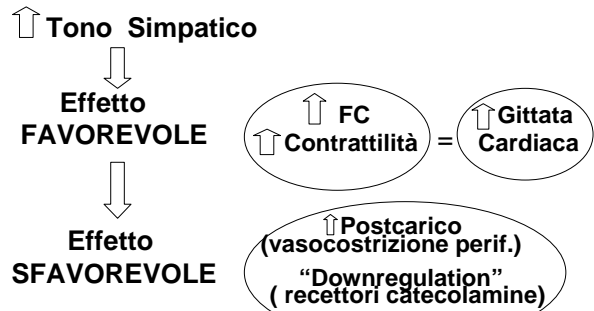 Tono Simpatico
Effetto
FAVOREVOLE
FC
Contrattilità
=
Gittata
Cardiaca
Effetto
SFAVOREVOLE
Postcarico
(vasocostrizione perif.)
“Downregulation”
( recettori catecolamine)